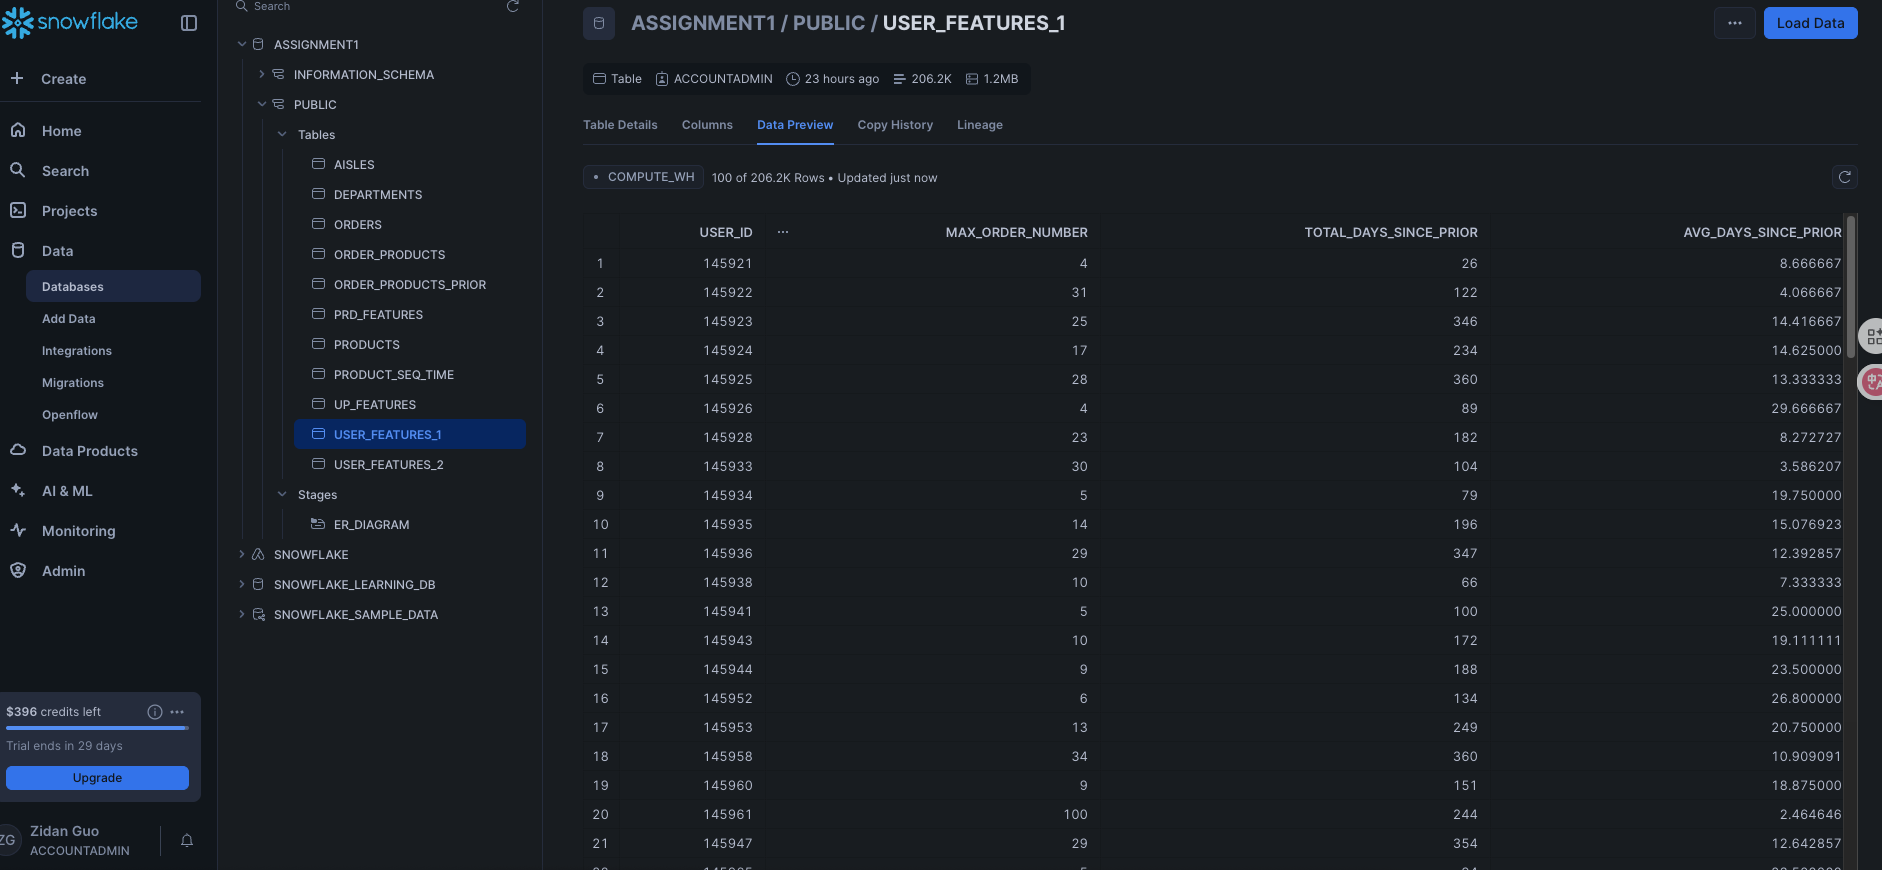 snowflake
Create
Home
Search
Projects
Data
Databases
Add Data
Integrations
Migrations
Openflow
Data Products
AI & ML
Monitoring
Admin
$396 credits left
Trial ends in 29 days
Upgrade
ZG
Zidan Guo
ACCOUNTADMIN
Search
ASSIGNMENT1
INFORMATION_SCHEMA
PUBLIC
Tables
AISLES
DEPARTMENTS
ORDERS
ORDER_PRODUCTS
ORDER_PRODUCTS_PRIOR
PRD_FEATURES
PRODUCTS
PRODUCT_SEQ_TIME
UP_FEATURES
USER_FEATURES_1
USER_FEATURES_2
Stages
ER_DIAGRAM
SNOWFLAKE
SNOWFLAKE_LEARNING_DB
SNOWFLAKE_SAMPLE_DATA
ASSIGNMENT1 / PUBLIC / USER_FEATURES_1
Load Data
Table ACCOUNTADMIN 23 hours ago 206.2K 1.2MB
Table Details Columns Data Preview Copy History Lineage
• COMPUTE_WH 100 of 206.2K Rows • Updated just now
USER_ID ... MAX_ORDER_NUMBER TOTAL_DAYS_SINCE_PRIOR AVG_DAYS_SINCE_PRIOR
1 145921 4 26 8.666667
2 145922 31 122 4.066667
3 145923 25 346 14.416667
4 145924 17 234 14.625000
5 145925 28 360 13.333333
6 145926 4 89 29.666667
7 145928 23 182 8.272727
8 145933 30 104 3.586207
9 145934 5 79 19.750000
10 145935 14 196 15.076923
11 145936 29 347 12.392857
12 145938 10 66 7.333333
13 145941 5 100 25.000000
14 145943 10 172 19.111111
15 145944 9 188 23.500000
16 145952 6 134 26.800000
17 145953 13 249 20.750000
18 145958 34 360 10.909091
19 145960 9 151 18.875000
20 145961 100 244 2.464646
21 145947 29 354 12.642857